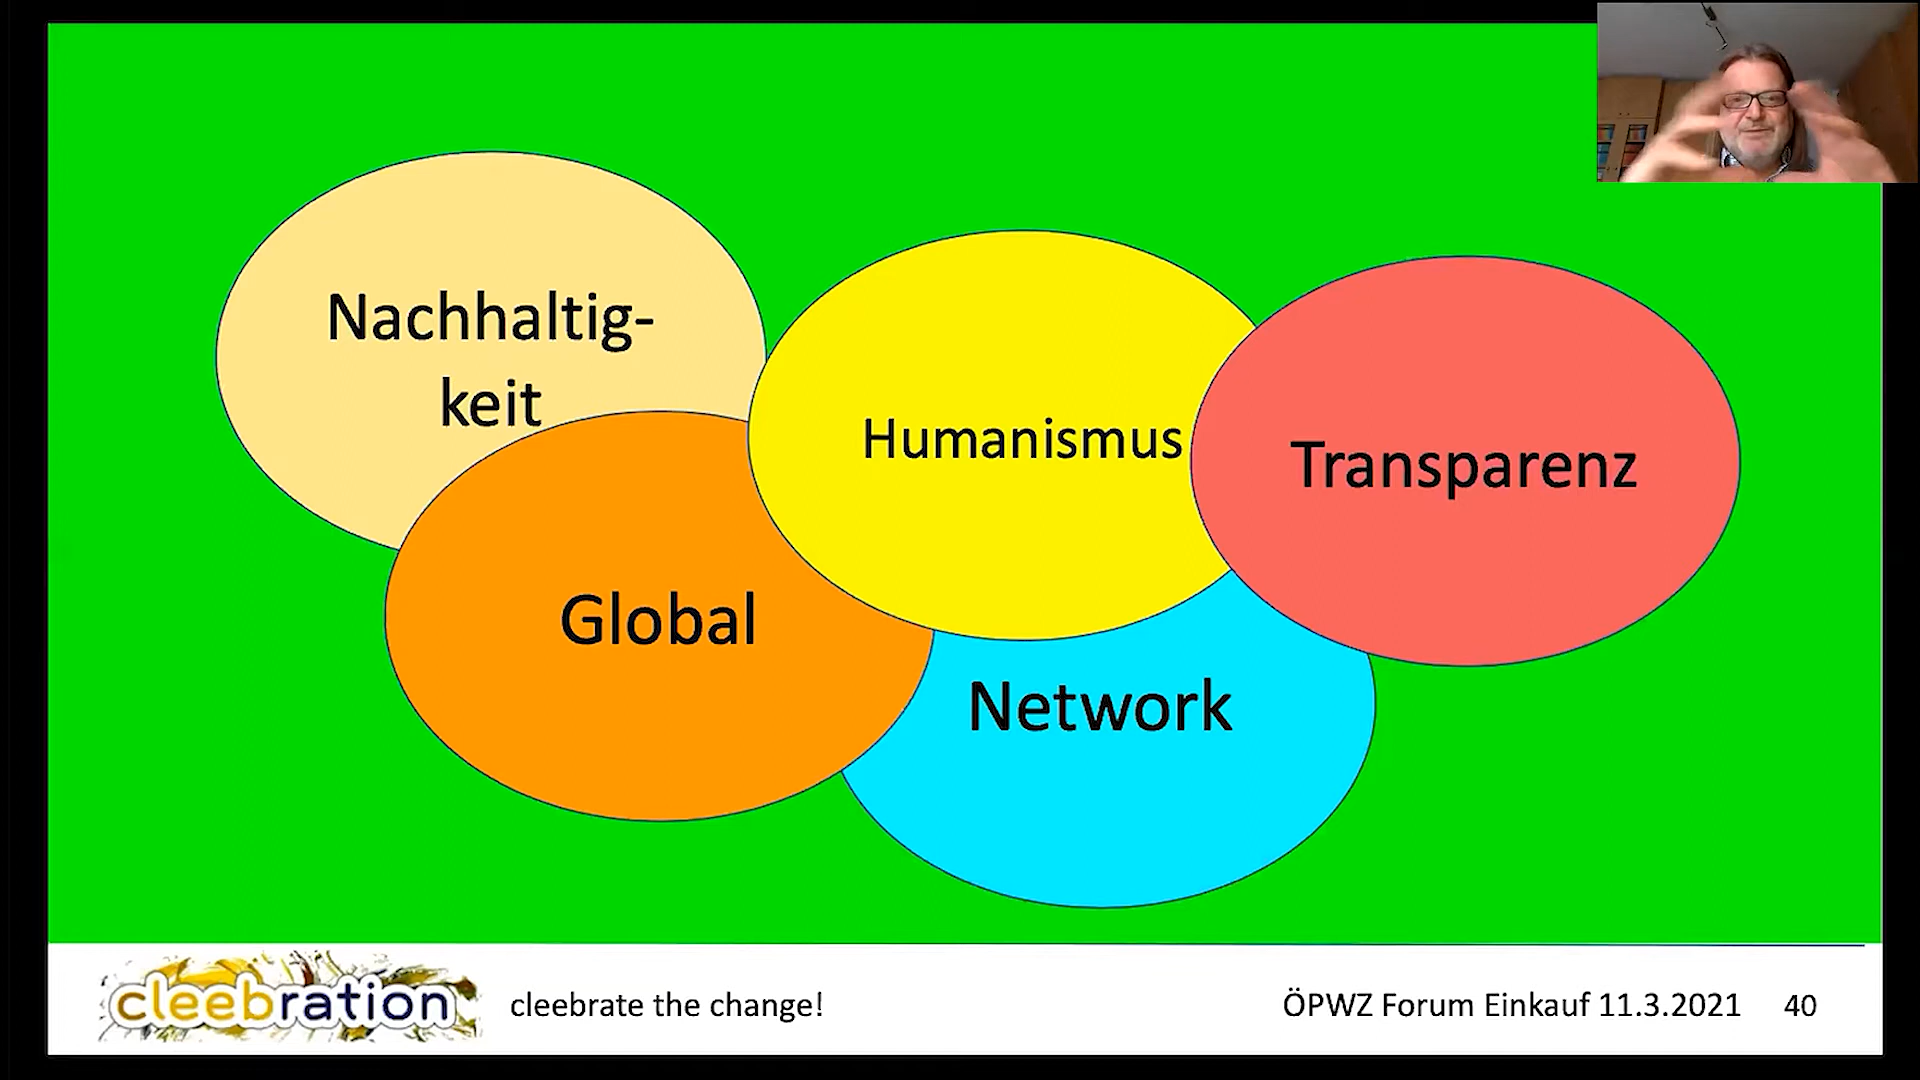 Nachhaltig-
keit
Humanismus
Transparenz
Global
Network
cleebration
cleebrate the change!
ÖPWZ Forum Einkauf 11.3.2021
40